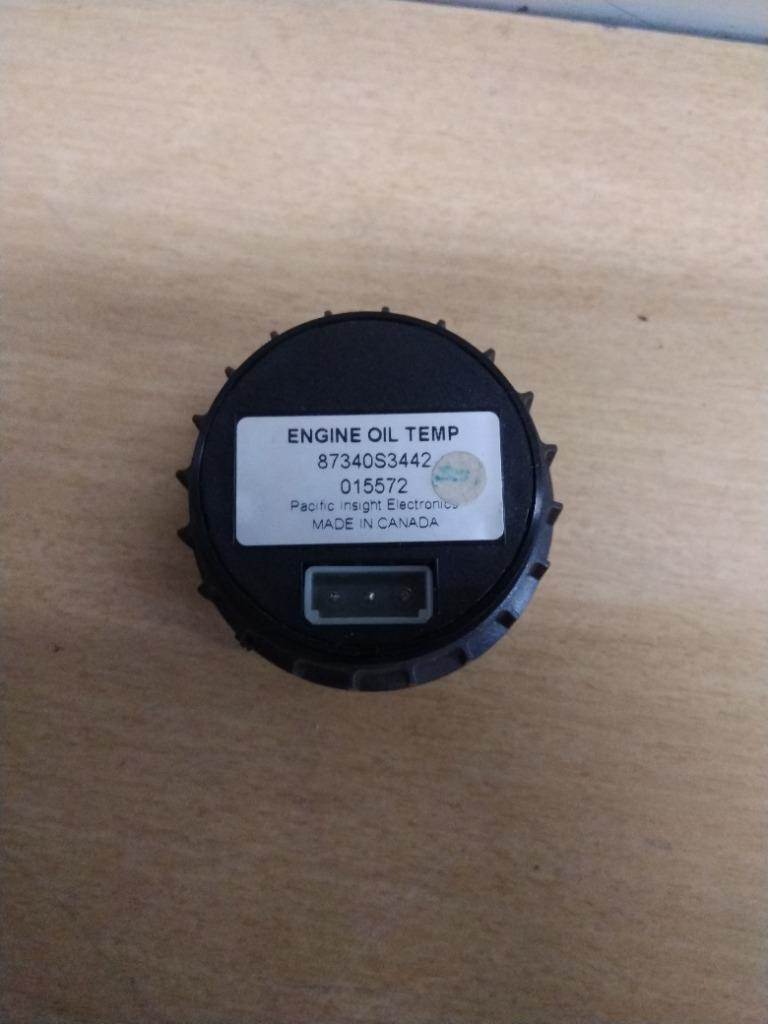 ENGINE OIL TEMP
87340S3442
015572
Pacific Insight Electronics
MADE IN CANADA